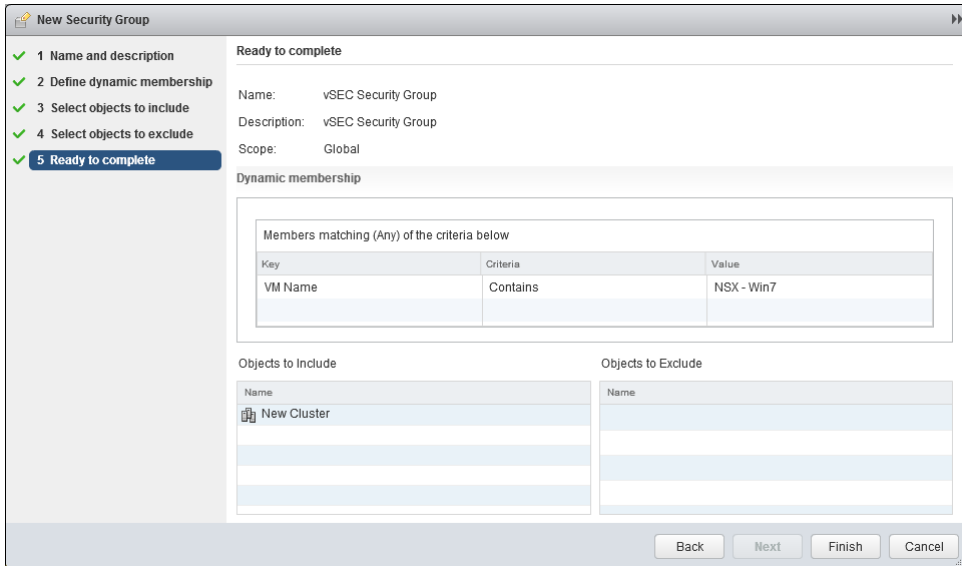 New Security Group
1 Name and description
2 Define dynamic membership
3 Select objects to include
4 Select objects to exclude
5 Ready to complete
Ready to complete
Name: vSEC Security Group
Description: vSEC Security Group
Scope: Global
Dynamic membership
Members matching (Any) of the criteria below
Key Criteria Value
VM Name Contains NSX - Win7
Objects to Include
Name
New Cluster
Objects to Exclude
Name
Back Next Finish Cancel